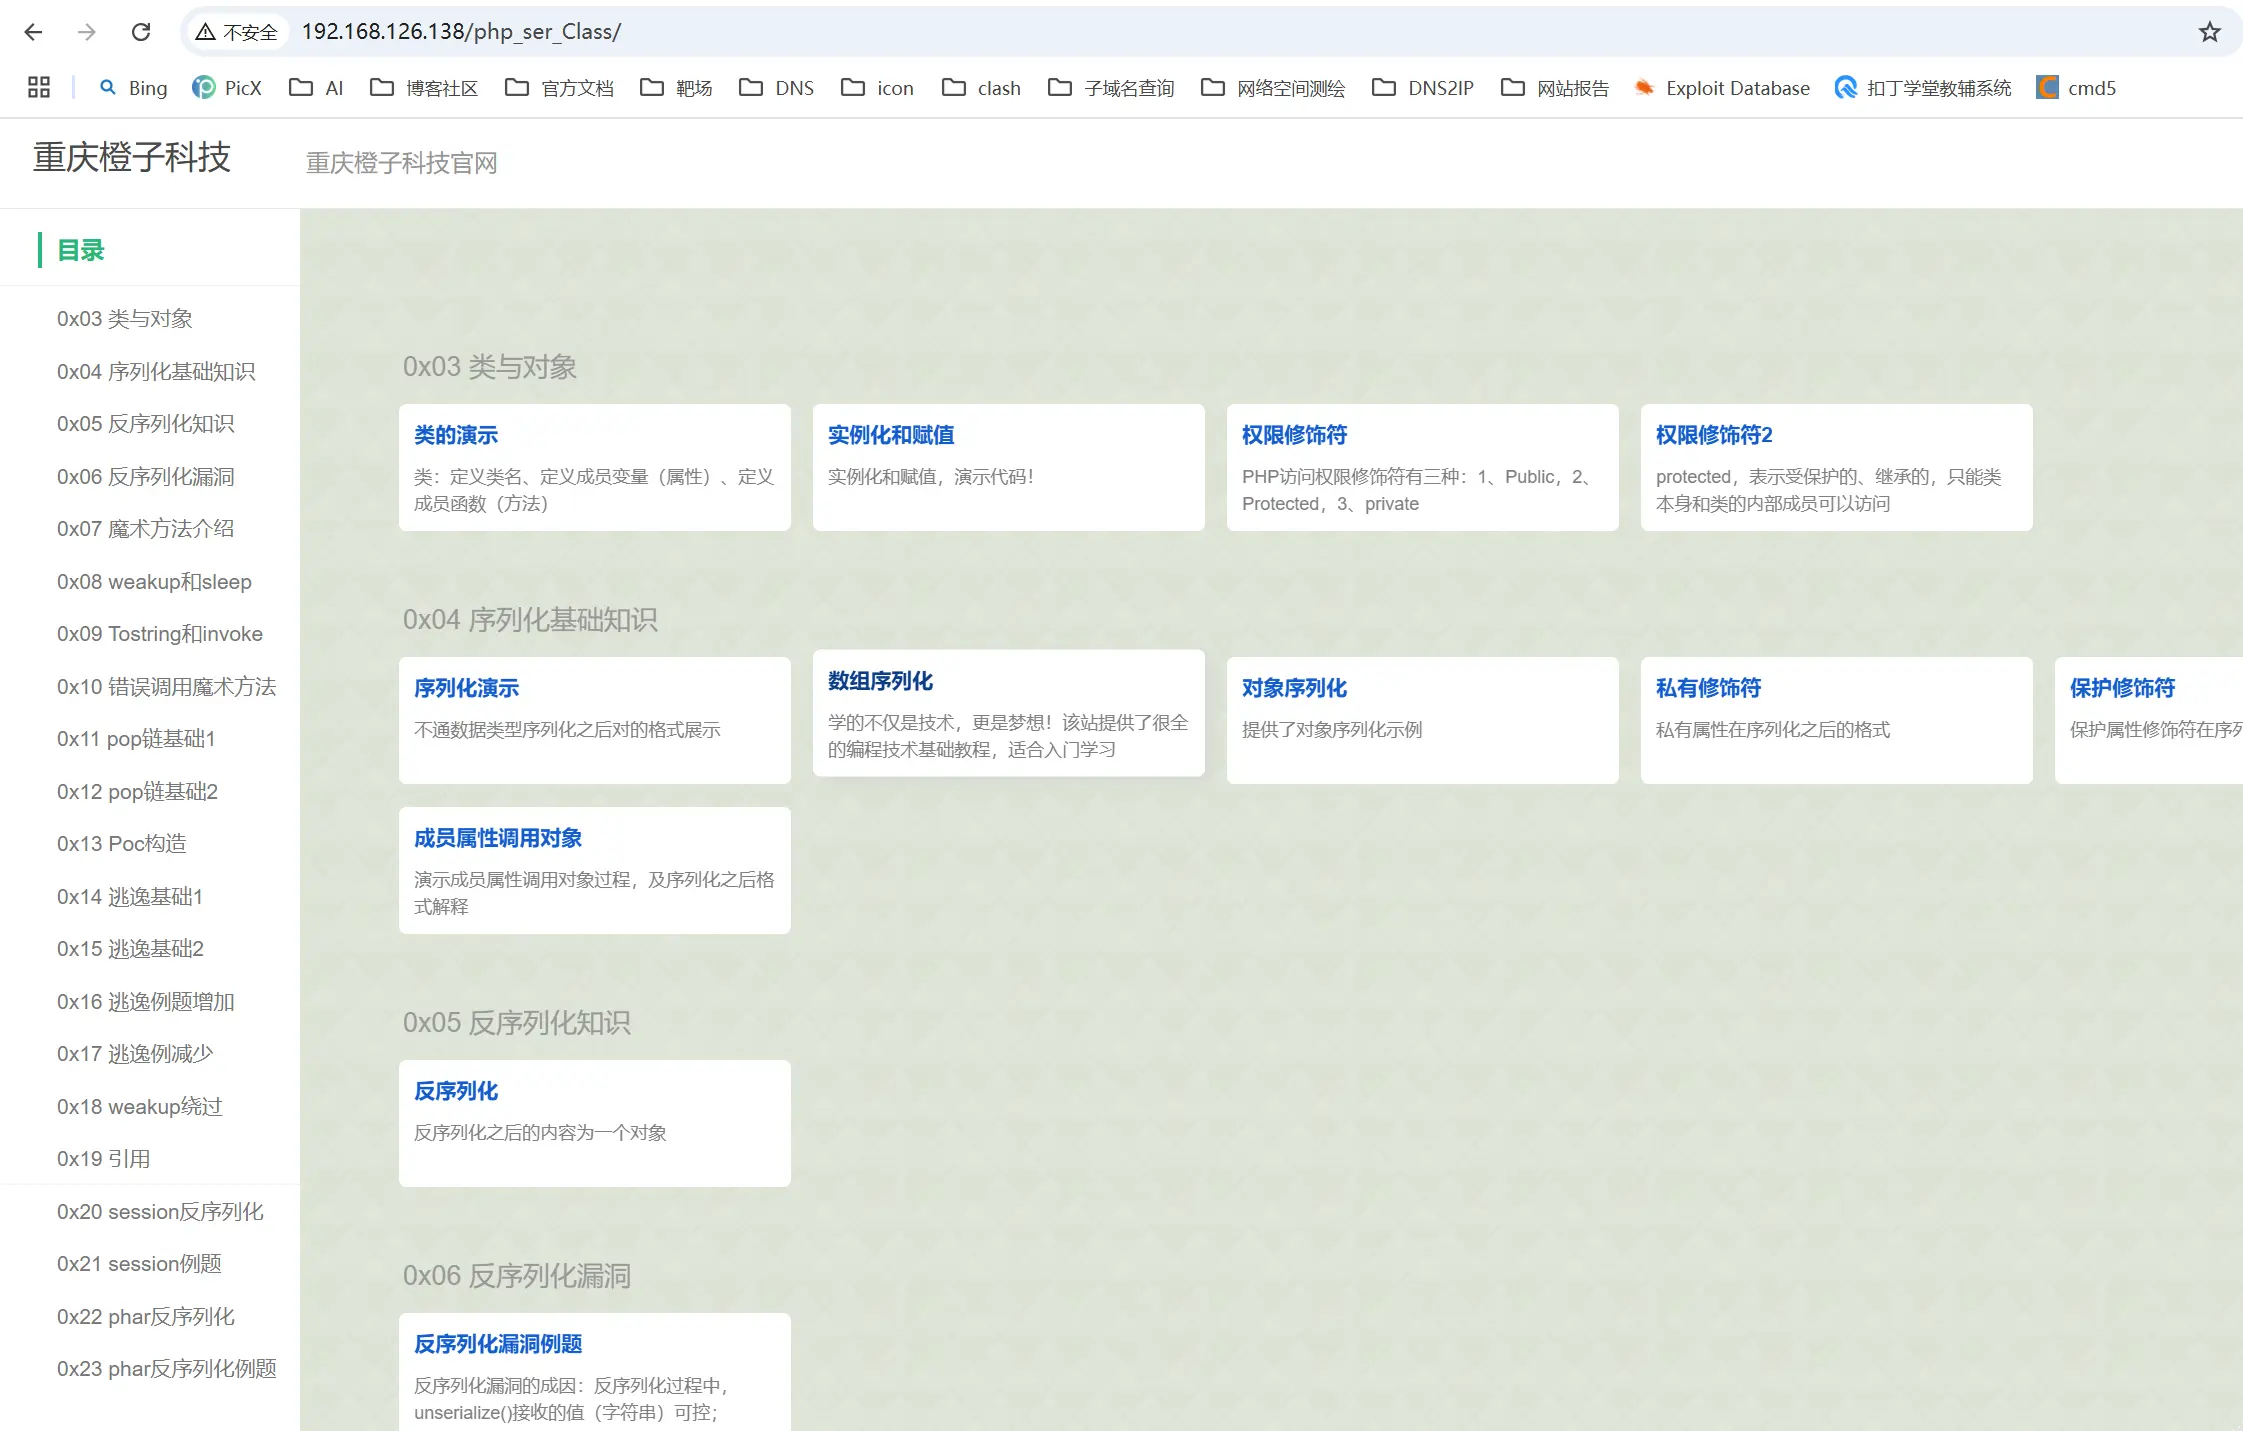 不安全 192.168.126.138/php_ser_Class/
Bing PicX AI 博客社区 官方文档 靶场 DNS icon clash 子域名查询 网络空间测绘 DNS2IP 网站报告 Exploit Database 扣丁学堂教辅系统 cmd5
重庆橙子科技 重庆橙子科技官网
目录
0x03 类与对象
0x04 序列化基础知识
0x05 反序列化知识
0x06 反序列化漏洞
0x07 魔术方法介绍
0x08 weakup和sleep
0x09 Tostring和invoke
0x10 错误调用魔术方法
0x11 pop链基础1
0x12 pop链基础2
0x13 Poc构造
0x14 逃逸基础1
0x15 逃逸基础2
0x16 逃逸例题增加
0x17 逃逸例减少
0x18 weakup绕过
0x19 引用
0x20 session反序列化
0x21 session例题
0x22 phar反序列化
0x23 phar反序列化例题
0x03 类与对象
类的演示
类：定义类名、定义成员变量（属性）、定义
成员函数（方法）
实例化和赋值
实例化和赋值，演示代码！
权限修饰符
PHP访问权限修饰符有三种：1、Public，2、
Protected，3、private
权限修饰符2
protected，表示受保护的、继承的，只能类
本身和类的内部成员可以访问
0x04 序列化基础知识
序列化演示
不通数据类型序列化之后对的格式展示
数组序列化
学的不仅是技术，更是梦想！该站提供了很全
的编程技术基础教程，适合入门学习
对象序列化
提供了对象序列化示例
私有修饰符
私有属性在序列化之后的格式
保护修饰符
保护属性修饰符在序列
成员属性调用对象
演示成员属性调用对象过程，及序列化之后格
式解释
0x05 反序列化知识
反序列化
反序列化之后的内容为一个对象
0x06 反序列化漏洞
反序列化漏洞例题
反序列化漏洞的成因：反序列化过程中，
unserialize()接收的值（字符串）可控；